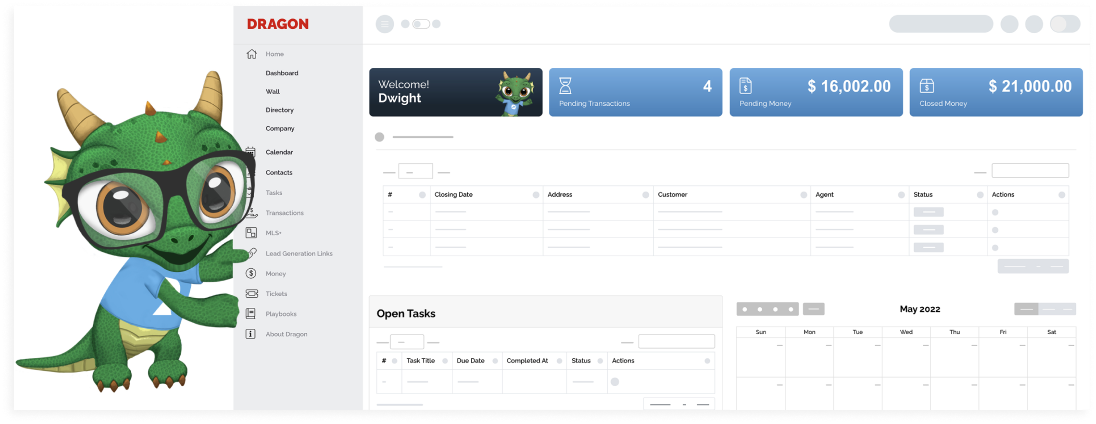 DRAGON
Home
Dashboard
Wall
Directory
Company
Calendar
Contacts
Tasks
Transactions
MLS+
Lead Generation Links
Money
Tickets
Playbooks
About Dragon
Welcome!
Dwight
4
Pending Transactions
$ 16,002.00
Pending Money
$ 21,000.00
Closed Money
# Closing Date Address Customer Agent Status Actions
Open Tasks
# Task Title Due Date Completed At Status Actions
May 2022
Sun Mon Tue Wed Thu Fri Sat